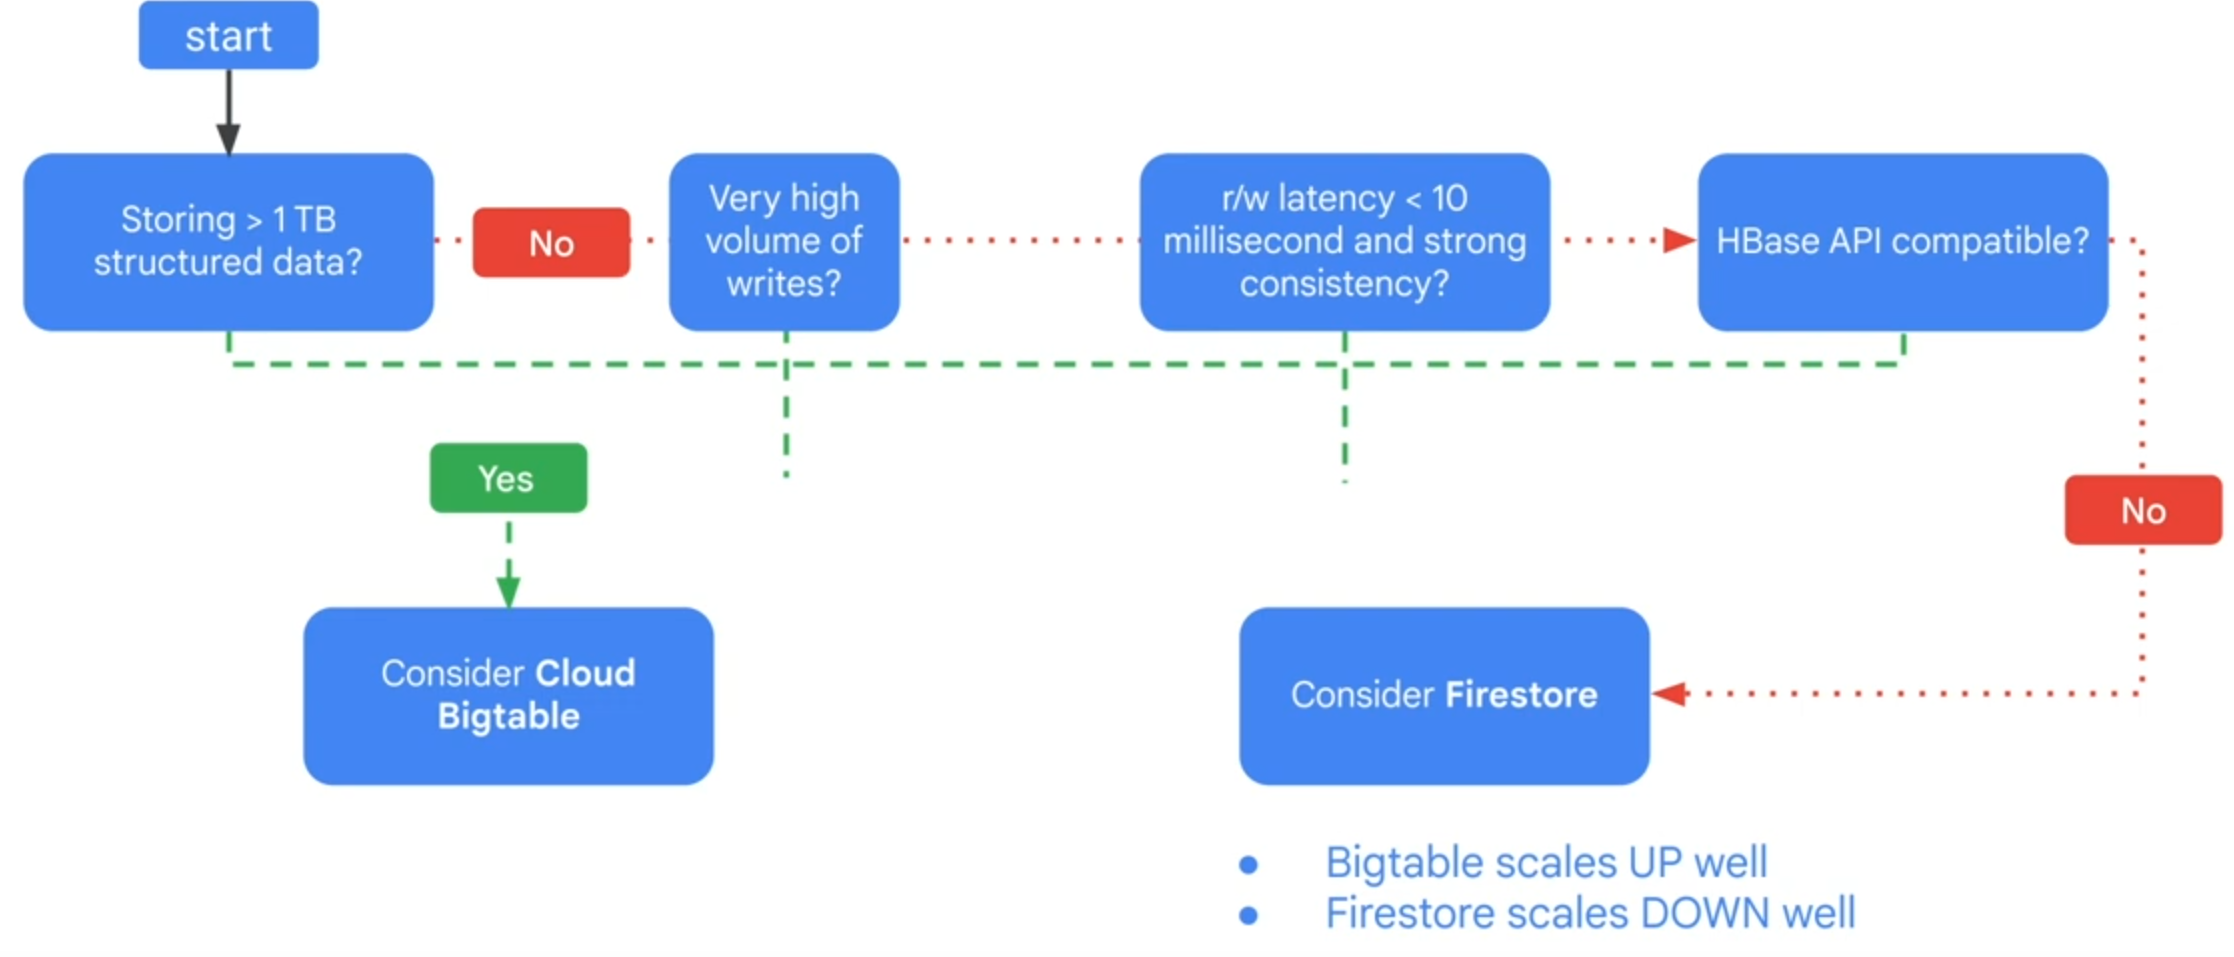 start
Storing > 1 TB
structured data?
No
Very high
volume of
writes?
r/w latency < 10
millisecond and strong
consistency?
HBase API compatible?
Yes
No
Consider Cloud
Bigtable
Consider Firestore
● Bigtable scales UP well
● Firestore scales DOWN well